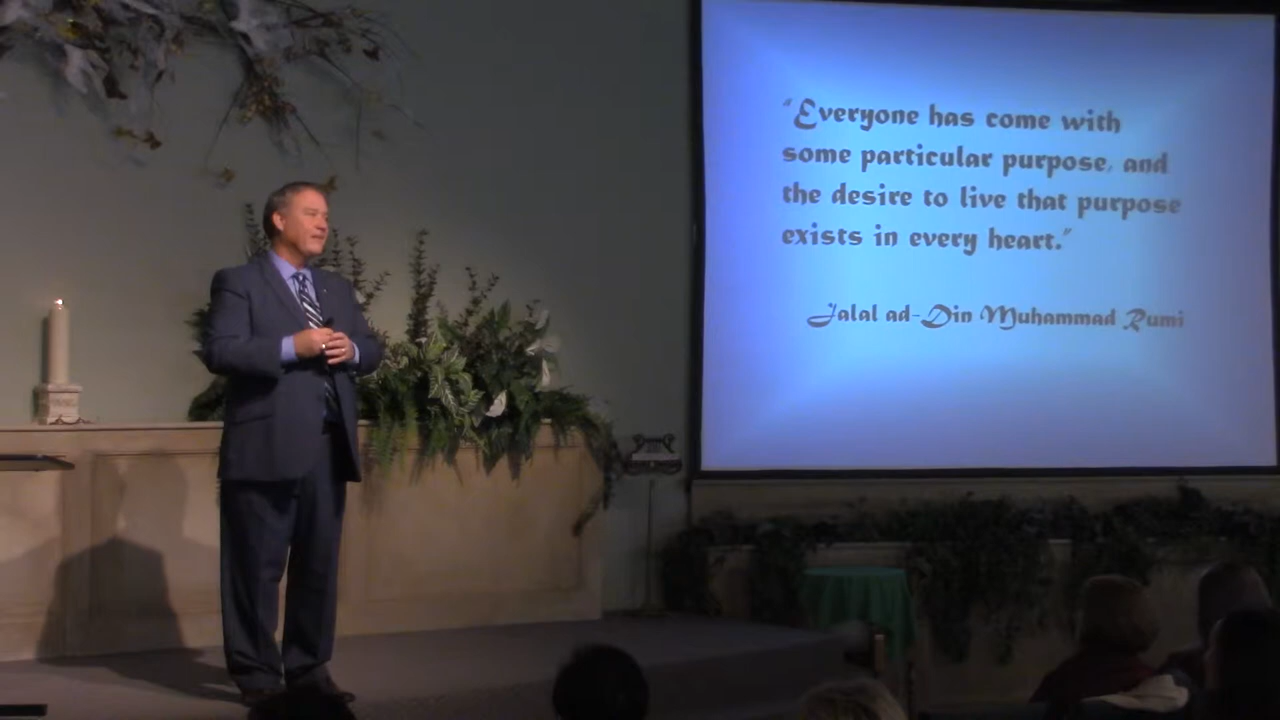 “Everyone has come with
some particular purpose, and
the desire to live that purpose
exists in every heart.”
Jalal ad-Din Muhammad Rumi